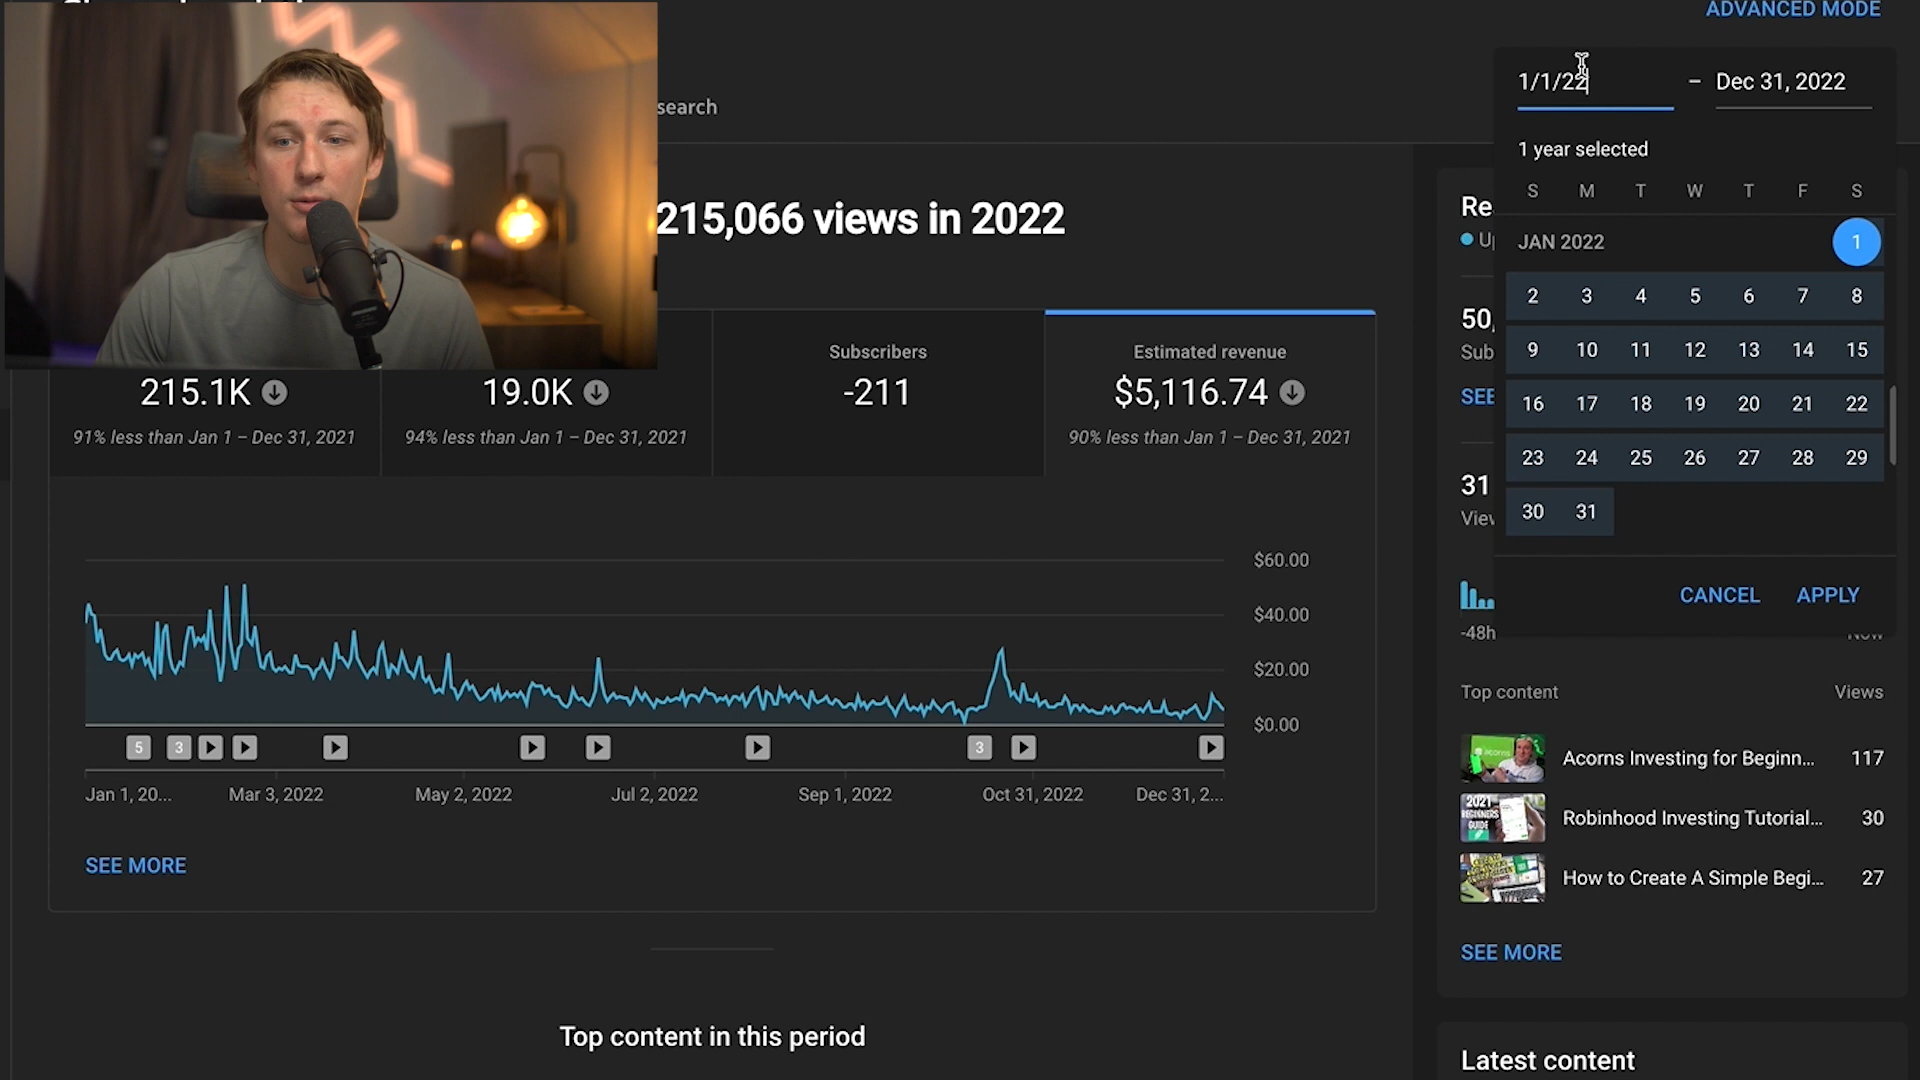 ADVANCED MODE
1/1/22 – Dec 31, 2022
search
1 year selected
S M T W T F S
JAN 2022 1
2 3 4 5 6 7 8
9 10 11 12 13 14 15
16 17 18 19 20 21 22
23 24 25 26 27 28 29
30 31
CANCEL APPLY
215,066 views in 2022
215.1K
91% less than Jan 1 – Dec 31, 2021
19.0K
94% less than Jan 1 – Dec 31, 2021
Subscribers
-211
Estimated revenue
$5,116.74
90% less than Jan 1 – Dec 31, 2021
$60.00
$40.00
$20.00
$0.00
5 3 3
Jan 1, 20... Mar 3, 2022 May 2, 2022 Jul 2, 2022 Sep 1, 2022 Oct 31, 2022 Dec 31, 2...
SEE MORE
Top content in this period
Re
Up
50,
Sub
SEE
31
View
-48h Now
Top content Views
Acorns Investing for Beginn... 117
Robinhood Investing Tutorial... 30
How to Create A Simple Begi... 27
SEE MORE
Latest content
acorns
2021
BEGINNERS
GUIDE